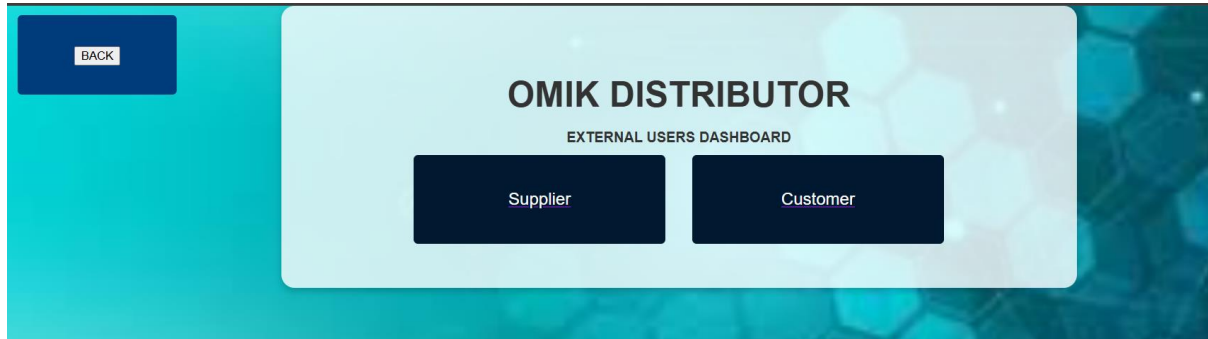 BACK
OMIK DISTRIBUTOR
EXTERNAL USERS DASHBOARD
Supplier
Customer